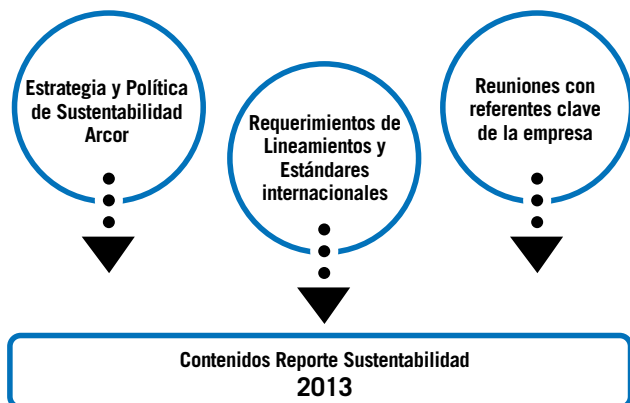 Estrategia y Política
de Sustentabilidad
Arcor
Requerimientos de
Lineamientos y
Estándares
internacionales
Reuniones con
referentes clave
de la empresa
Contenidos Reporte Sustentabilidad
2013